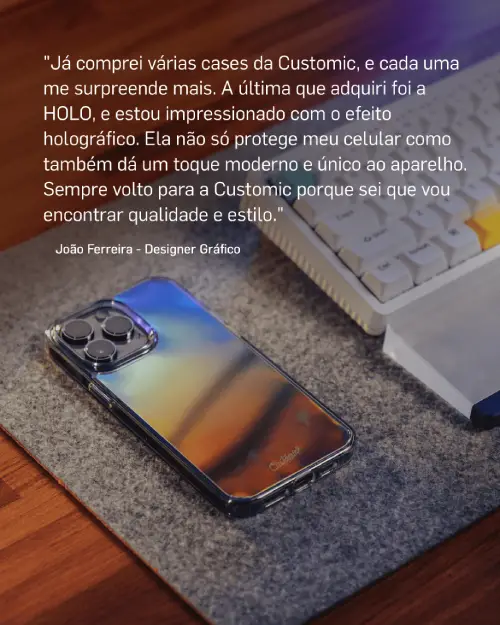 "Já comprei várias cases da Customic, e cada uma
me surpreende mais. A última que adquiri foi a
HOLO, e estou impressionado com o efeito
holográfico. Ela não só protege meu celular como
também dá um toque moderno e único ao aparelho.
Sempre volto para a Customic porque sei que vou
encontrar qualidade e estilo."
João Ferreira - Designer Gráfico